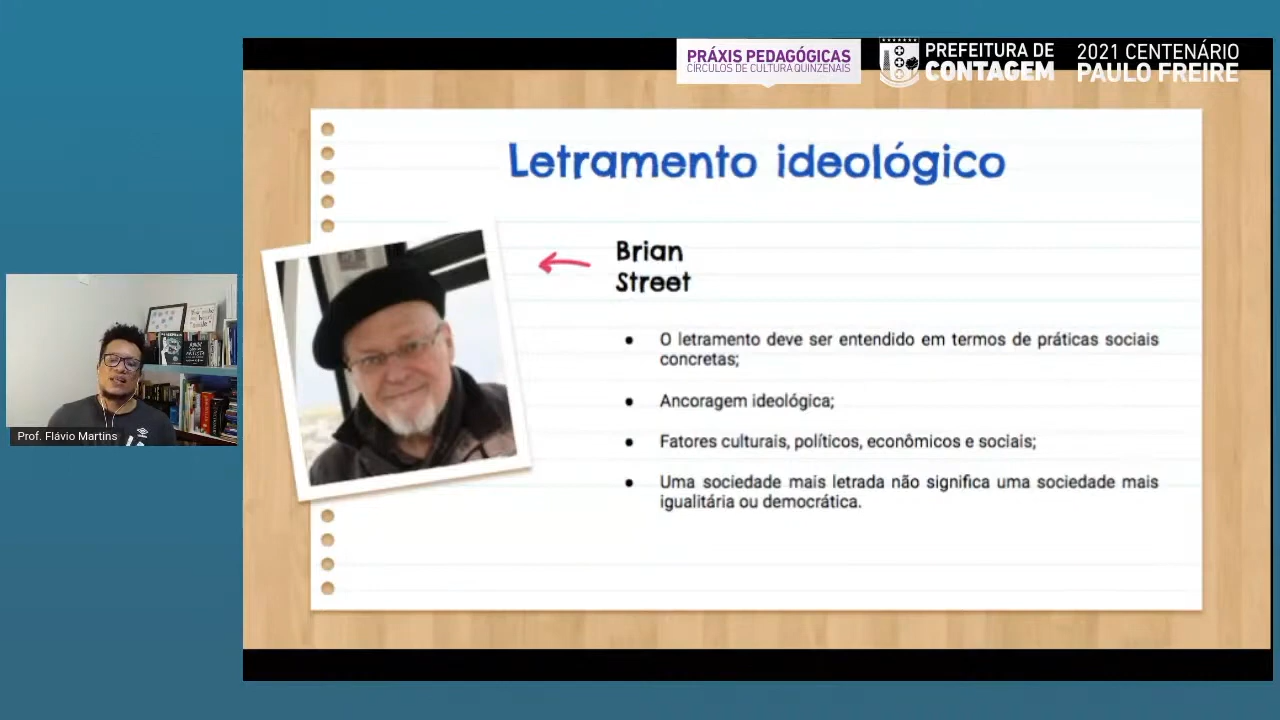 PRÁXIS PEDAGÓGICAS
CÍRCULOS DE CULTURA QUINZENAIS
PREFEITURA DE
CONTAGEM
2021 CENTENÁRIO
PAULO FREIRE
Letramento ideológico
Brian
Street
● O letramento deve ser entendido em termos de práticas sociais
concretas;
● Ancoragem ideológica;
● Fatores culturais, políticos, econômicos e sociais;
● Uma sociedade mais letrada não significa uma sociedade mais
igualitária ou democrática.
Prof. Flávio Martins